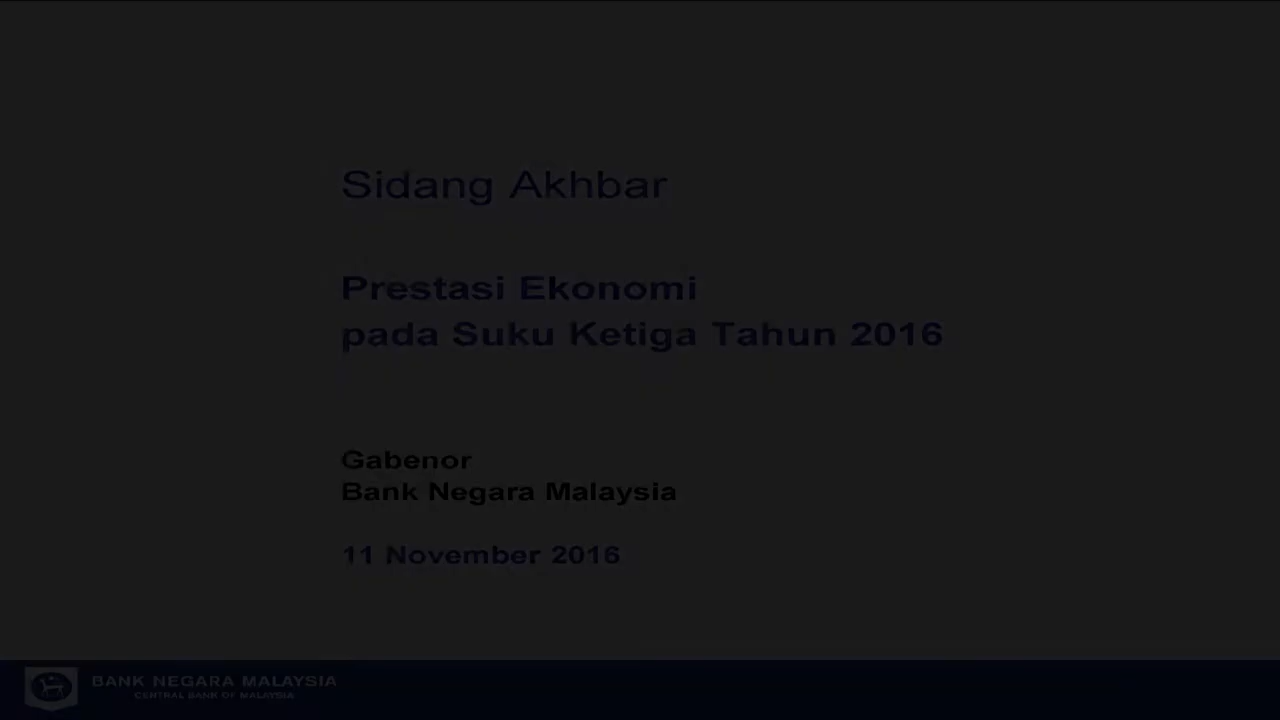 Sidang Akhbar
Prestasi Ekonomi
pada Suku Ketiga Tahun 2016
Gabenor
Bank Negara Malaysia
11 November 2016
BANK NEGARA MALAYSIA
CENTRAL BANK OF MALAYSIA